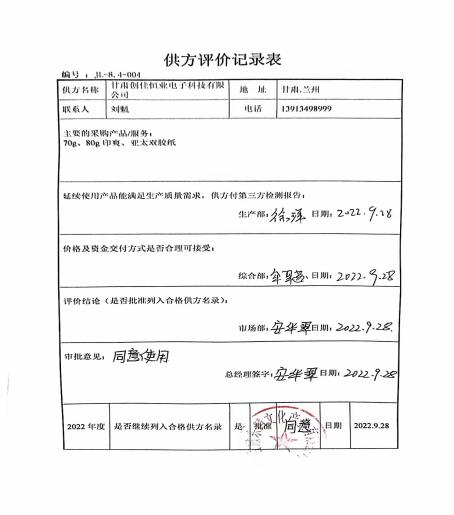 供方评价记录表
编号：JL-8.4-004
供方名称 甘肃创佳恒业电子科技有限公司 地 址 甘肃.兰州
联系人 刘魁 电话 13913498999
主要的采购产品/服务：
70g、80g 印爽、亚太双胶纸
延续使用产品能满足生产质量需求，供方付第三方检测报告：
生产部： 日期：2022.9.28
价格及资金交付方式是否合理可接受：
综合部： 日期：2022.9.28
评价结论（是否批准列入合格供方名录）：
市场部：安华翠 日期：2022.9.28
审批意见：同意使用
总经理签字：安华翠 日期：2022.9.28
2022 年度 是否继续列入合格供方名录 是 批准 同意 日期 2022.9.28